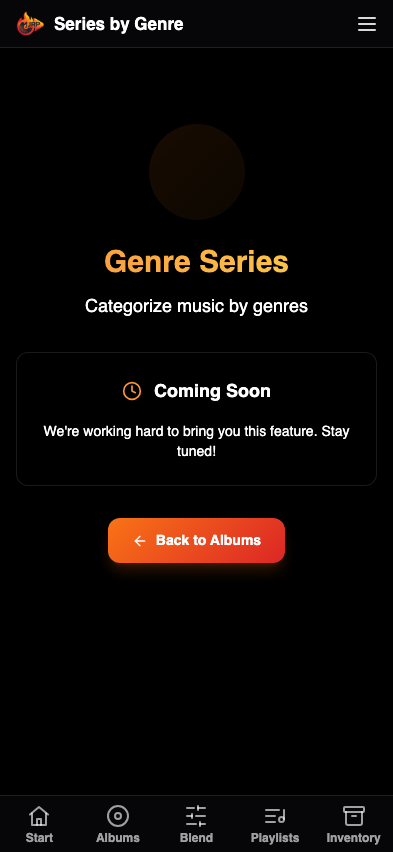 Series by Genre
Genre Series
Categorize music by genres
Coming Soon
We're working hard to bring you this feature. Stay
tuned!
Back to Albums
Start
Albums
Blend
Playlists
Inventory